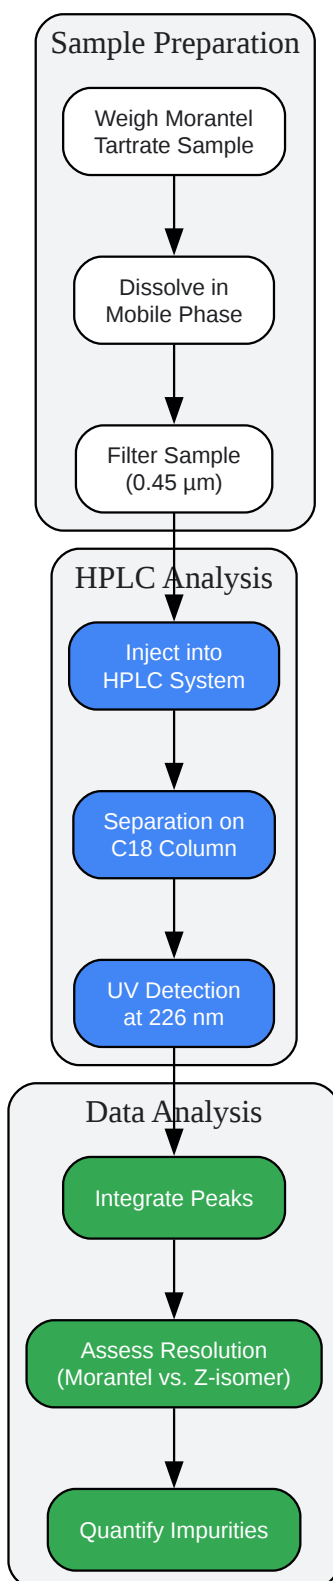 Sample Preparation
Weigh Morantel
Tartrate Sample
Dissolve in
Mobile Phase
Filter Sample
(0.45 µm)
HPLC Analysis
Inject into
HPLC System
Separation on
C18 Column
UV Detection
at 226 nm
Data Analysis
Integrate Peaks
Assess Resolution
(Morantel vs. Z-isomer)
Quantify Impurities